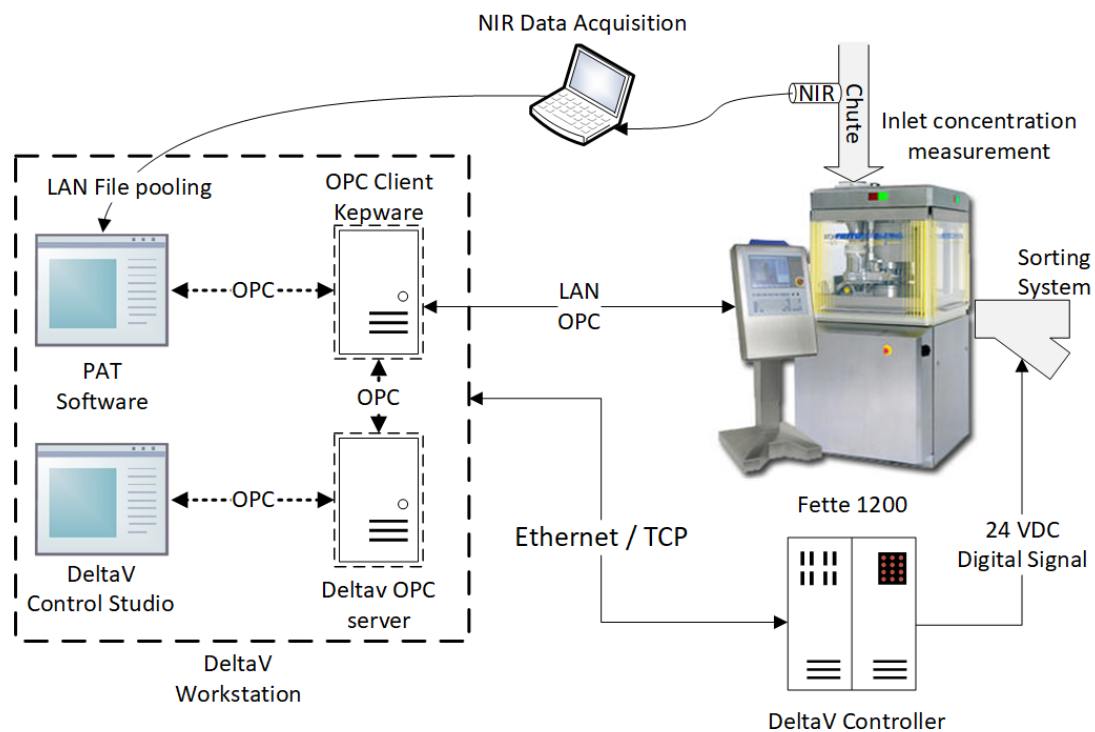 NIR Data Acquisition
NIR
Chute
Inlet concentration
measurement
LAN File pooling
OPC Client
Kepware
OPC
LAN
OPC
Sorting
System
PAT
Software
OPC
OPC
Fette 1200
Ethernet / TCP
24 VDC
Digital Signal
DeltaV
Control Studio
Deltav OPC
server
DeltaV
Workstation
DeltaV Controller